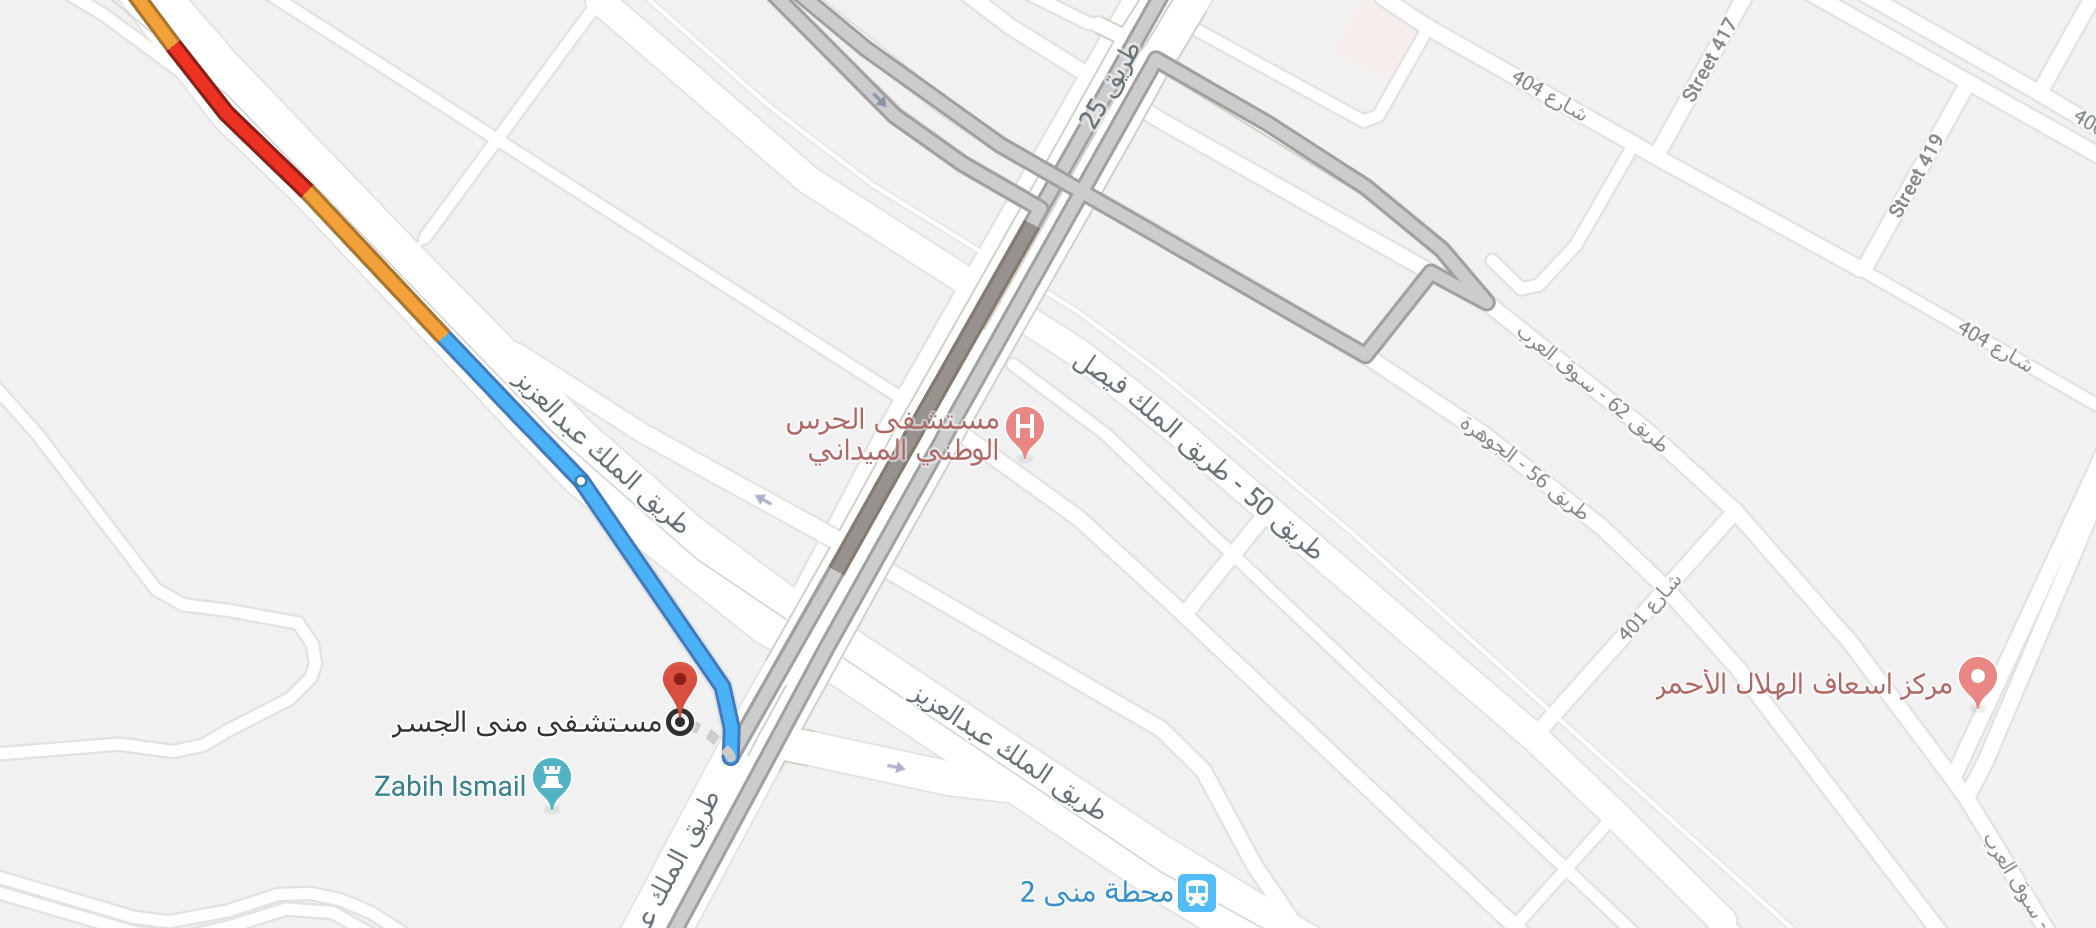 طريق 25
شارع 404
Street 417
Street 419
شارع 404
طريق 62 - سوق العرب
طريق 56 - الجوهرة
طريق 50 - طريق الملك فيصل
طريق الملك عبدالعزيز
مستشفى الحرس
الوطني الميداني
شارع 401
مركز اسعاف الهلال الأحمر
مستشفى منى الجسر
Zabih Ismail
طريق الملك عبدالعزيز
طريق الملك
محطة منى 2
- سوق العرب